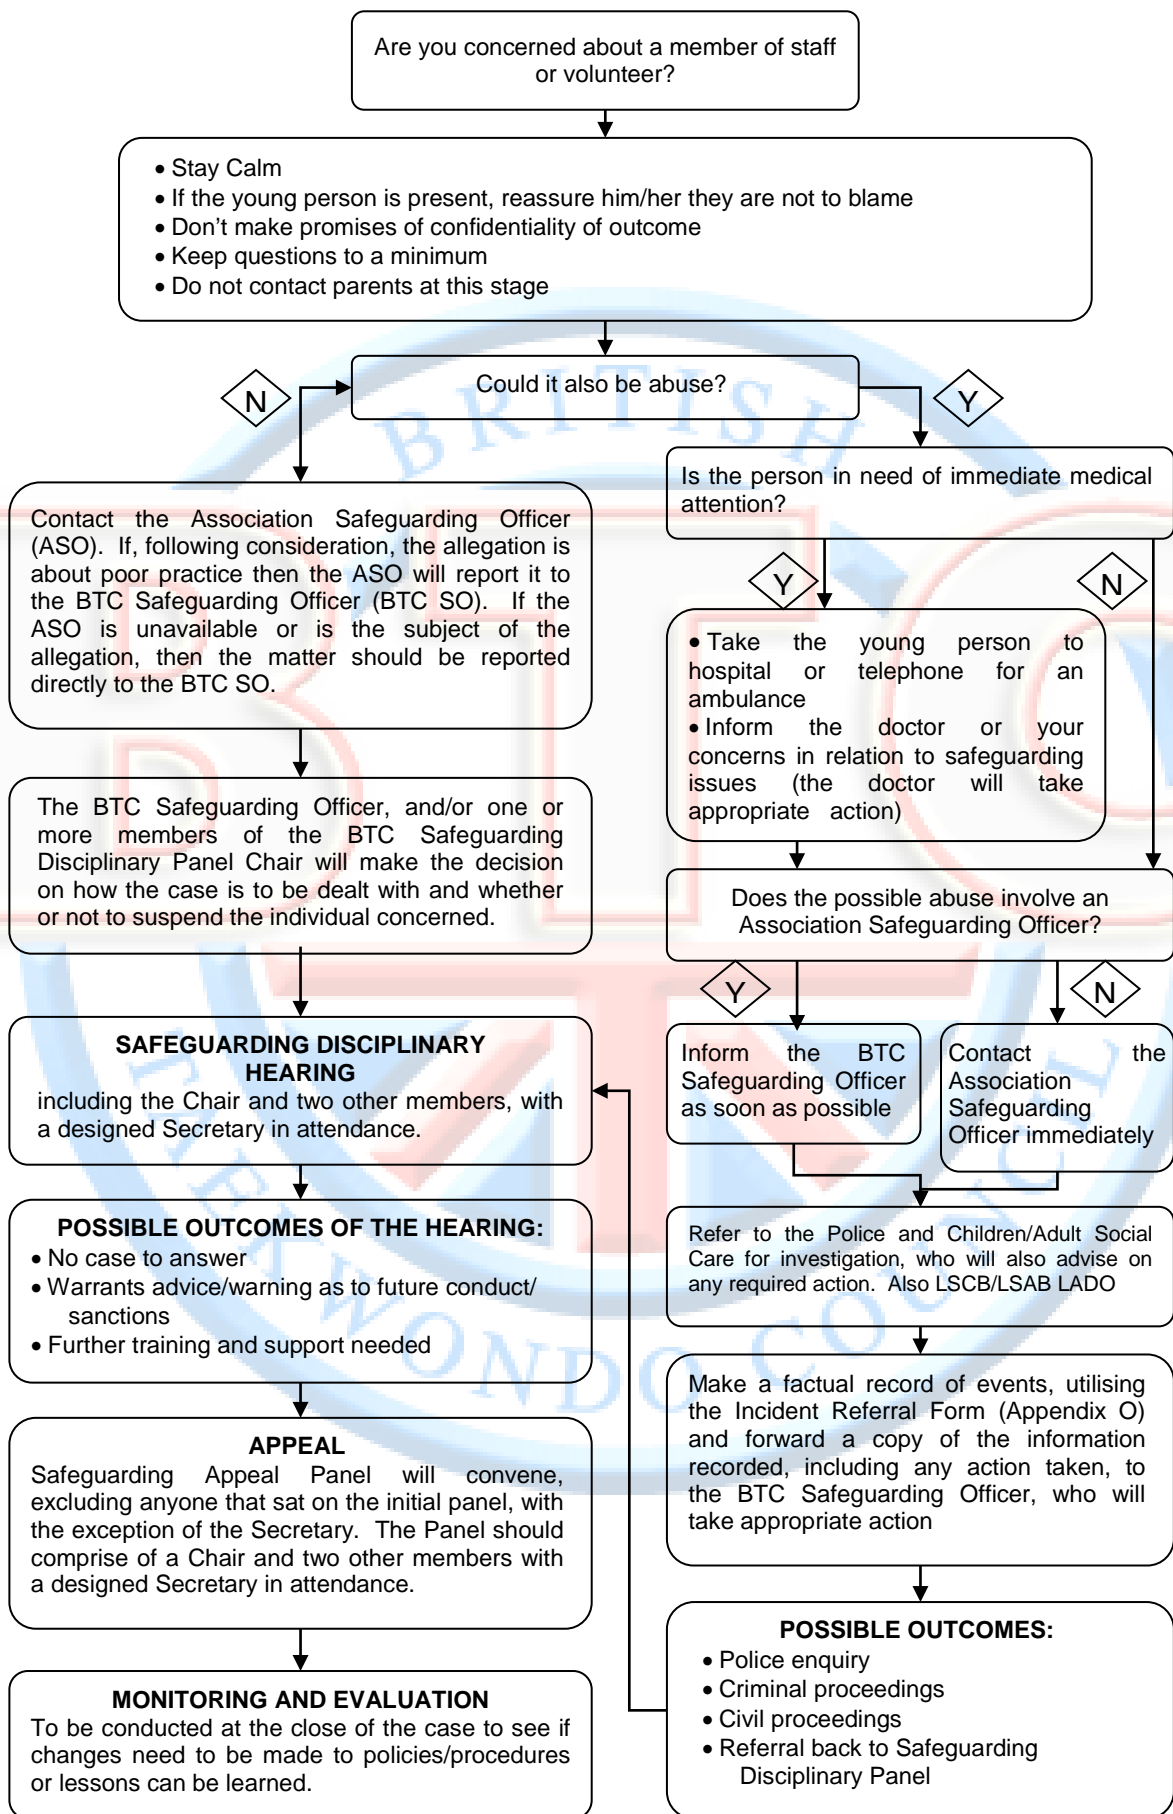 Are you concerned about a member of staff
or volunteer?
• Stay Calm
• If the young person is present, reassure him/her they are not to blame
• Don’t make promises of confidentiality of outcome
• Keep questions to a minimum
• Do not contact parents at this stage
Could it also be abuse?
N
Y
Contact the Association Safeguarding Officer
(ASO). If, following consideration, the allegation is
about poor practice then the ASO will report it to
the BTC Safeguarding Officer (BTC SO). If the
ASO is unavailable or is the subject of the
allegation, then the matter should be reported
directly to the BTC SO.
The BTC Safeguarding Officer, and/or one or
more members of the BTC Safeguarding
Disciplinary Panel Chair will make the decision
on how the case is to be dealt with and whether
or not to suspend the individual concerned.
SAFEGUARDING DISCIPLINARY
HEARING
including the Chair and two other members, with
a designed Secretary in attendance.
POSSIBLE OUTCOMES OF THE HEARING:
• No case to answer
• Warrants advice/warning as to future conduct/
sanctions
• Further training and support needed
APPEAL
Safeguarding Appeal Panel will convene,
excluding anyone that sat on the initial panel, with
the exception of the Secretary. The Panel should
comprise of a Chair and two other members with
a designed Secretary in attendance.
MONITORING AND EVALUATION
To be conducted at the close of the case to see if
changes need to be made to policies/procedures
or lessons can be learned.
Is the person in need of immediate medical
attention?
Y
N
• Take the young person to
hospital or telephone for an
ambulance
• Inform the doctor or your
concerns in relation to safeguarding
issues (the doctor will take
appropriate action)
Does the possible abuse involve an
Association Safeguarding Officer?
Y
N
Inform the BTC
Safeguarding Officer
as soon as possible
Contact the
Association
Safeguarding
Officer immediately
Refer to the Police and Children/Adult Social
Care for investigation, who will also advise on
any required action. Also LSCB/LSAB LADO
Make a factual record of events, utilising
the Incident Referral Form (Appendix O)
and forward a copy of the information
recorded, including any action taken, to
the BTC Safeguarding Officer, who will
take appropriate action
POSSIBLE OUTCOMES:
• Police enquiry
• Criminal proceedings
• Civil proceedings
• Referral back to Safeguarding
Disciplinary Panel
BRITISH
BTC
TAEKWONDO COUNCIL